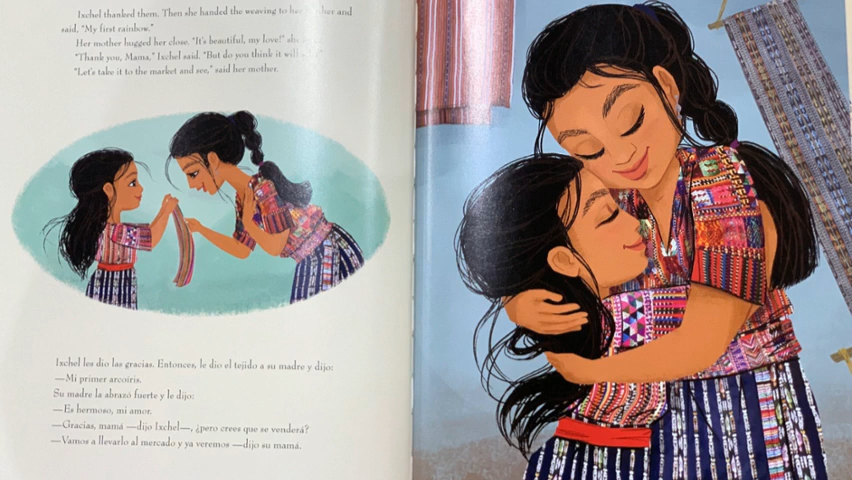 Ixchel thanked them. Then she handed the weaving to her and
said, "My first rainbow."
Her mother hugged her close. "It's beautiful, my love!"
"Thank you, Mama," Ixchel said. "But do you think it will
"Let's take it to the market and see," said her mother.
Ixchel les dio las gracias. Entonces, le dio el tejido a su madre y dijo:
—Mi primer arcoíris.
Su madre la abrazó fuerte y le dijo:
—Es hermoso, mi amor.
—Gracias, mamá —dijo Ixchel—, ¿pero crees que se venderá?
—Vamos a llevarlo al mercado y ya veremos —dijo su mamá.